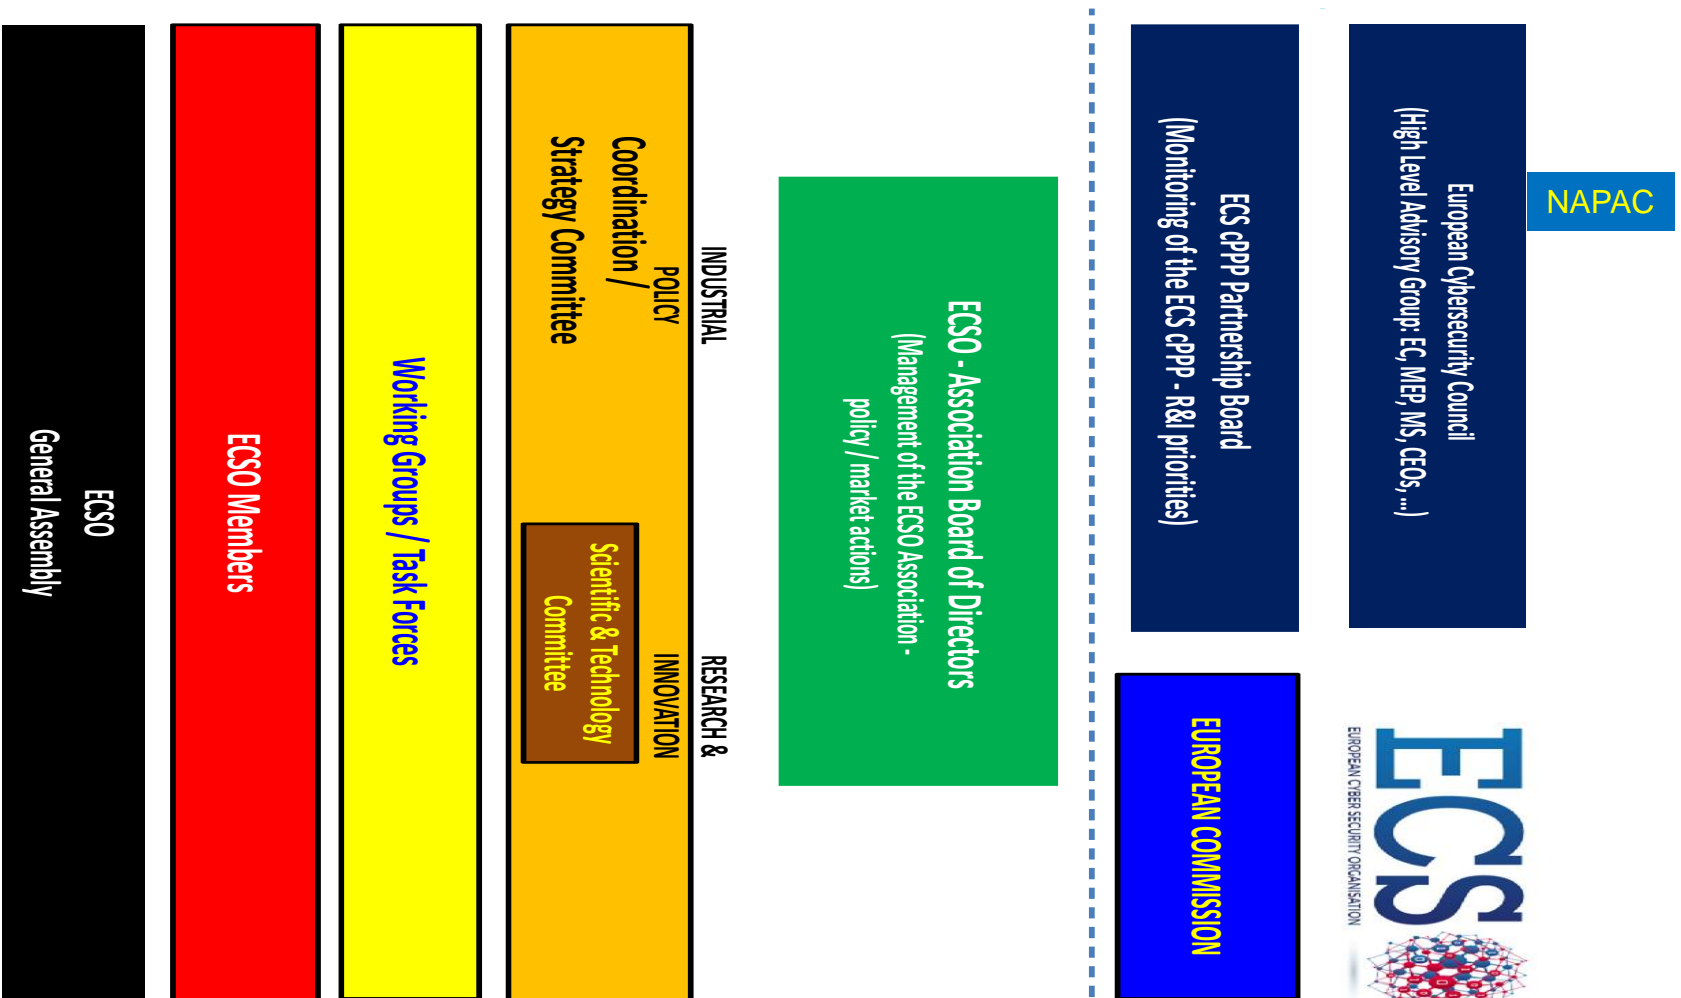 NAPAC
European Cybersecurity Council
(High Level Advisory Group: EC, MEP, MS, CEOs, ...)
ECS
EUROPEAN CYBER SECURITY ORGANISATION
ECS cPPP Partnership Board
(Monitoring of the ECS cPPP - R&I priorities)
EUROPEAN COMMISSION
ECSO - Association Board of Directors
(Management of the ECSO Association -
policy / market actions)
INDUSTRIAL
POLICY
RESEARCH &
INNOVATION
Coordination /
Strategy Committee
Scientific & Technology
Committee
Working Groups / Task Forces
ECSO Members
ECSO
General Assembly